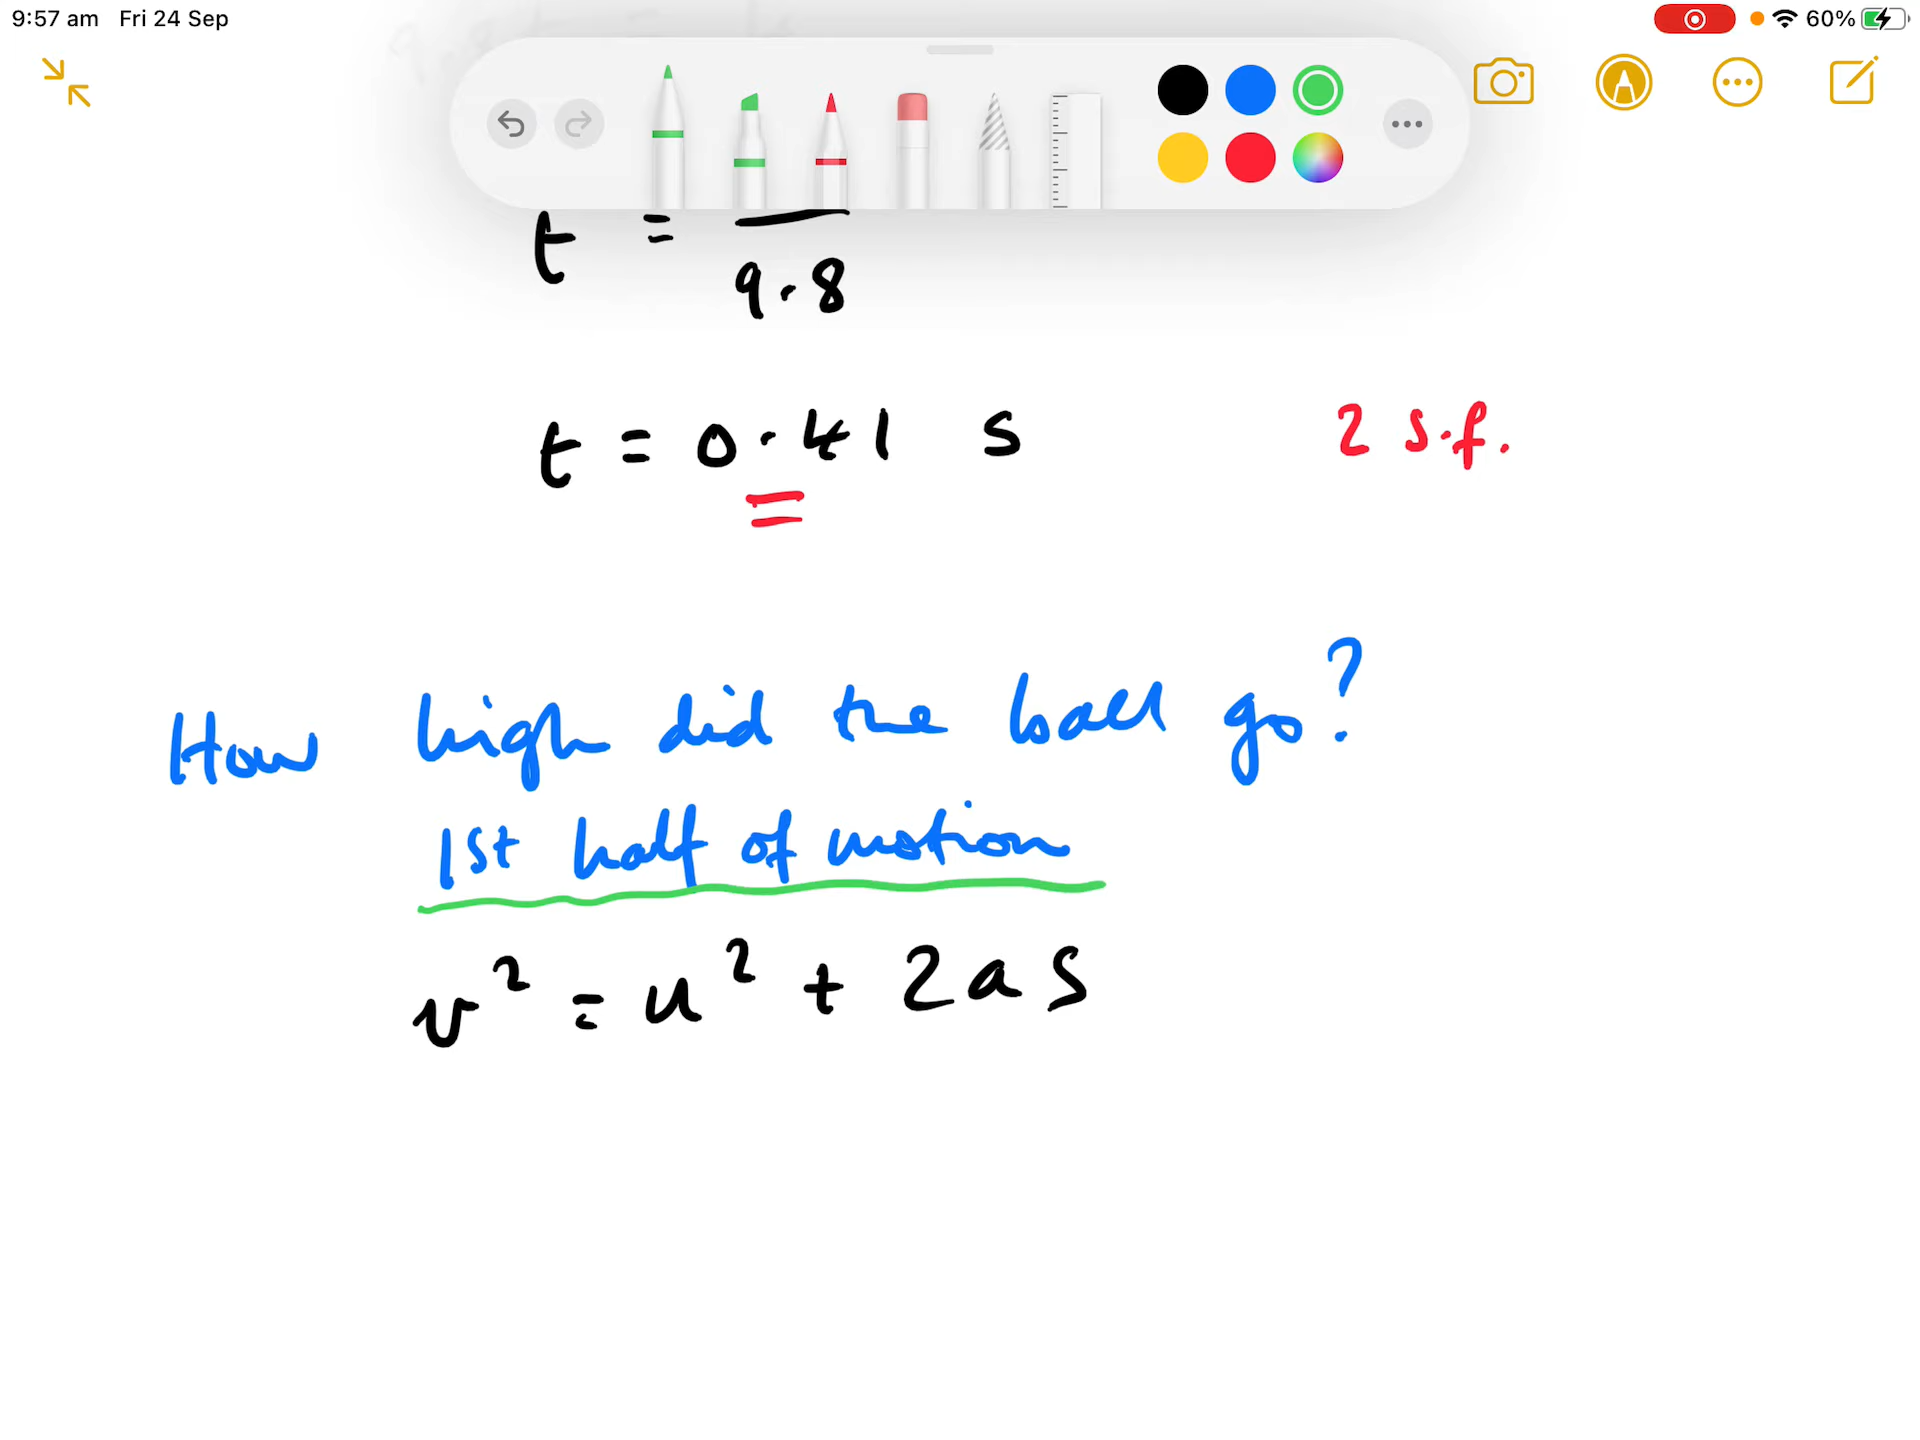 9:57 am Fri 24 Sep 60%
t = 9.8
t = 0.41 s 2 s.f.
How high did the ball go?
1st half of motion
v² = u² + 2as